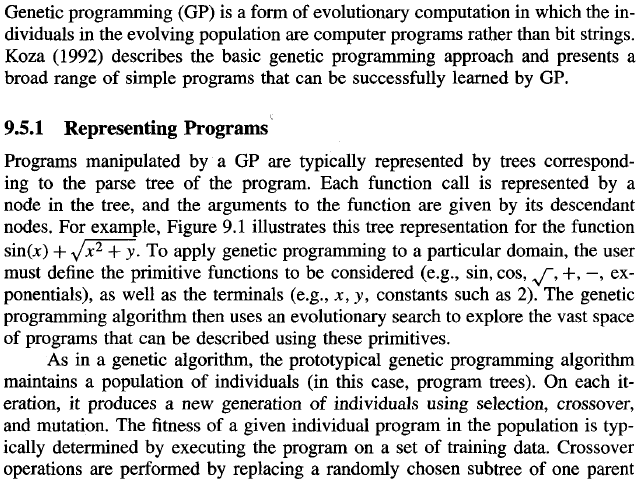 Genetic programming (GP) is a form of evolutionary computation in which the in-
dividuals in the evolving population are computer programs rather than bit strings.
Koza (1992) describes the basic genetic programming approach and presents a
broad range of simple programs that can be successfully learned by GP.
9.5.1 Representing Programs
Programs manipulated by a GP are typically represented by trees correspond-
ing to the parse tree of the program. Each function call is represented by a
node in the tree, and the arguments to the function are given by its descendant
nodes. For example, Figure 9.1 illustrates this tree representation for the function
sin(x) + √(x² + y). To apply genetic programming to a particular domain, the user
must define the primitive functions to be considered (e.g., sin, cos, √, +, −, ex-
ponentials), as well as the terminals (e.g., x, y, constants such as 2). The genetic
programming algorithm then uses an evolutionary search to explore the vast space
of programs that can be described using these primitives.
As in a genetic algorithm, the prototypical genetic programming algorithm
maintains a population of individuals (in this case, program trees). On each it-
eration, it produces a new generation of individuals using selection, crossover,
and mutation. The fitness of a given individual program in the population is typ-
ically determined by executing the program on a set of training data. Crossover
operations are performed by replacing a randomly chosen subtree of one parent